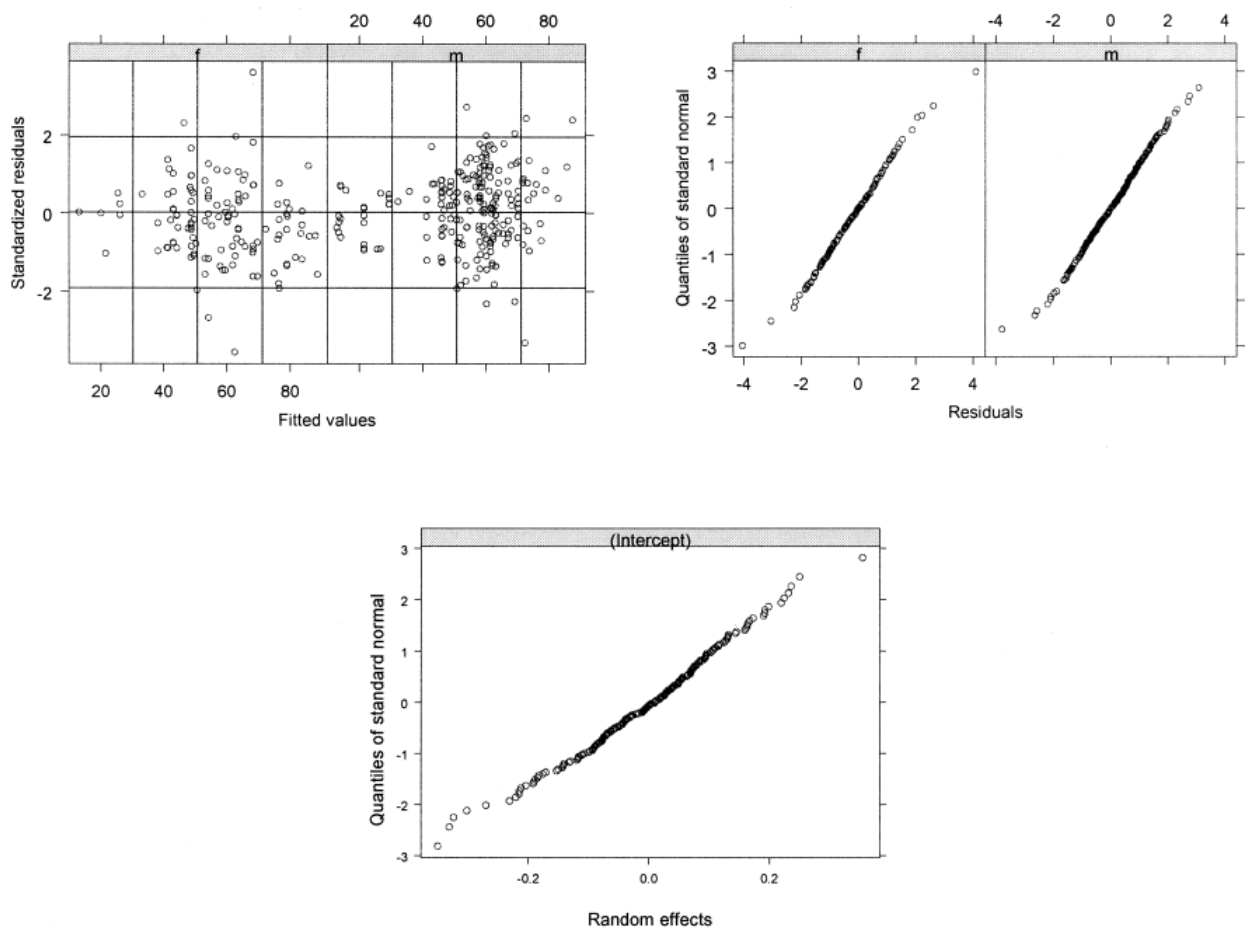 20 40 60 80
f m
Standardized residuals
2
0
-2
20 40 60 80
Fitted values
-4 -2 0 2 4
f m
Quantiles of standard normal
3
2
1
0
-1
-2
-3
-4 -2 0 2 4
Residuals
(Intercept)
Quantiles of standard normal
3
2
1
0
-1
-2
-3
-0.2 0.0 0.2
Random effects